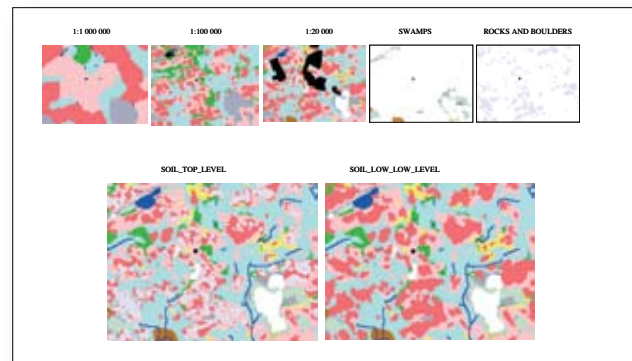 1:1 000 000
1:100 000
1:20 000
SWAMPS
ROCKS AND BOULDERS
SOIL_TOP_LEVEL
SOIL_LOW_LOW_LEVEL